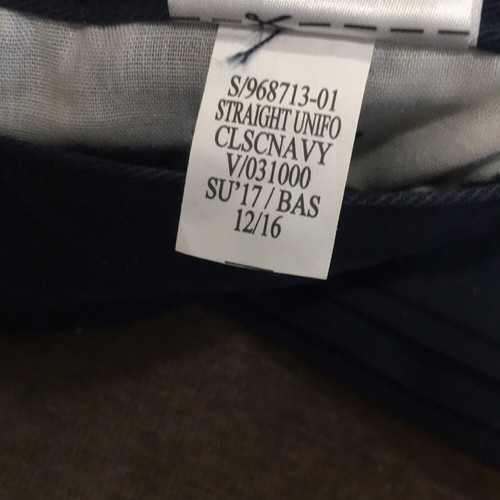 S/968713-01
STRAIGHT UNIFO
CLSCNAVY
V/031000
SU'17 / BAS
12/16